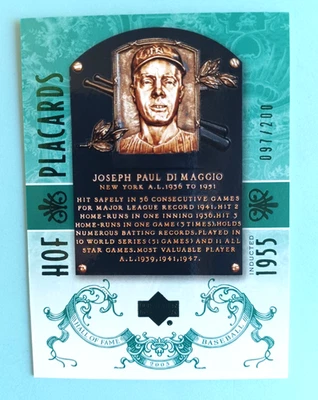 HOF PLACARDS
JOSEPH PAUL DI MAGGIO
NEW YORK A.L. 1936 TO 1951
HIT SAFELY IN 56 CONSECUTIVE GAMES
FOR MAJOR LEAGUE RECORD 1941. HIT 2
HOME-RUNS IN ONE INNING 1936. HIT 3
HOME-RUNS IN ONE GAME (3 TIMES). HOLDS
NUMEROUS BATTING RECORDS. PLAYED IN
10 WORLD SERIES (51 GAMES) AND 11 ALL
STAR GAMES. MOST VALUABLE PLAYER
A.L. 1939, 1941, 1947.
097/200
INDUCTED 1955
HALL OF FAME
BASEBALL
2005